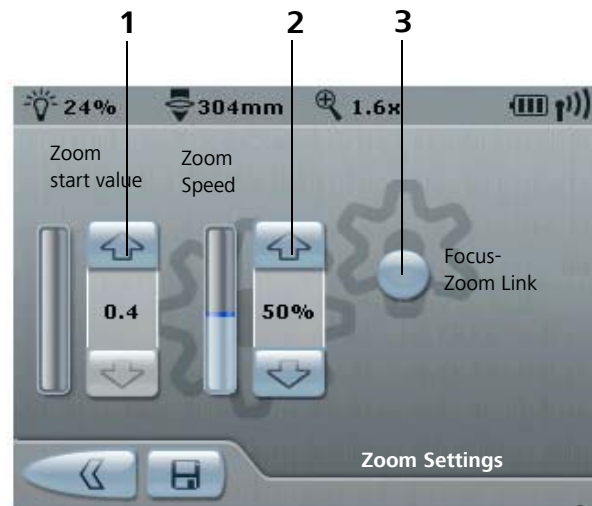 1 2 3
24% 304mm 1.6x
Zoom
start value
Zoom
Speed
0.4
50%
Focus-
Zoom Link
Zoom Settings